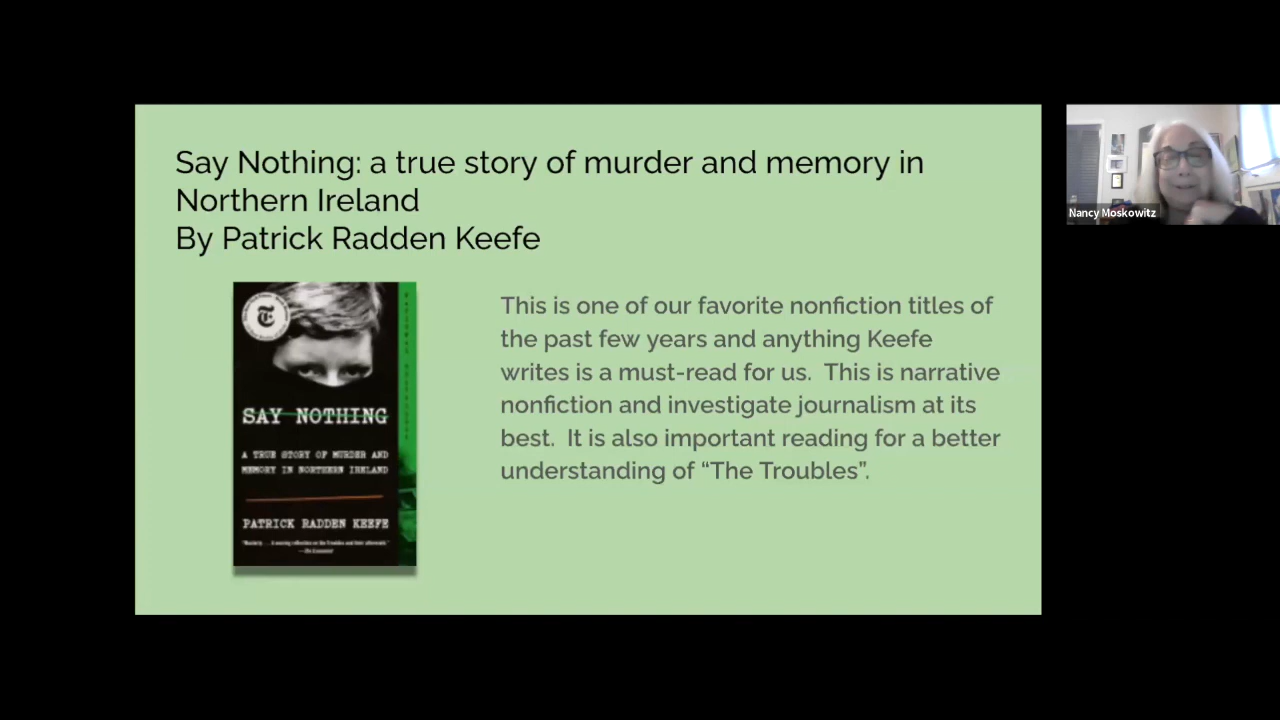 Say Nothing: a true story of murder and memory in
Northern Ireland
By Patrick Radden Keefe
This is one of our favorite nonfiction titles of
the past few years and anything Keefe
writes is a must-read for us.  This is narrative
nonfiction and investigate journalism at its
best.  It is also important reading for a better
understanding of “The Troubles”.
SAY NOTHING
A TRUE STORY OF MURDER AND
MEMORY IN NORTHERN IRELAND
PATRICK RADDEN KEEFE
Nancy Moskowitz